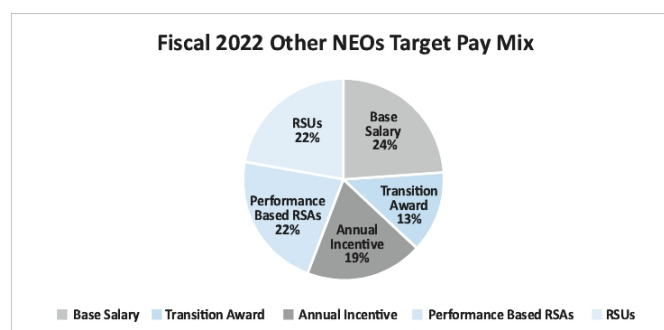 Fiscal 2022 Other NEOs Target Pay Mix
RSUs
22%
Base
Salary
24%
Transition
Award
13%
Performance
Based RSAs
22%
Annual
Incentive
19%
Base Salary Transition Award Annual Incentive Performance Based RSAs RSUs